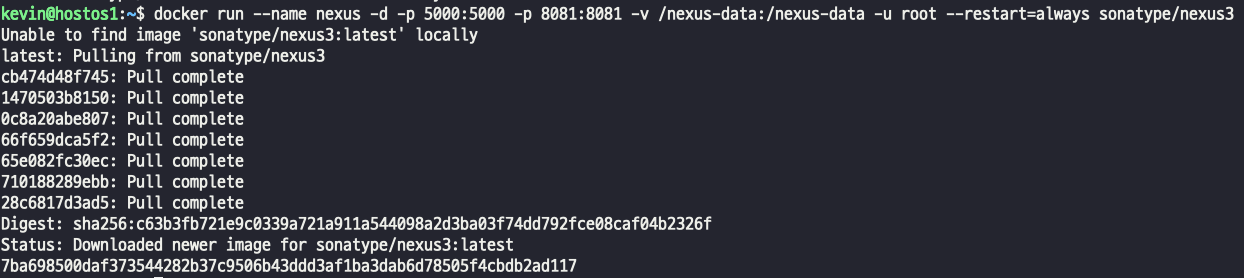 kevin@hostos1:~$ docker run --name nexus -d -p 5000:5000 -p 8081:8081 -v /nexus-data:/nexus-data -u root --restart=always sonatype/nexus3
Unable to find image 'sonatype/nexus3:latest' locally
latest: Pulling from sonatype/nexus3
cb474d48f745: Pull complete
1470503b8150: Pull complete
0c8a20abe807: Pull complete
66f659dca5f2: Pull complete
65e082fc30ec: Pull complete
710188289ebb: Pull complete
28c6817d3ad5: Pull complete
Digest: sha256:c63b3fb721e9c0339a721a911a544098a2d3ba03f74dd792fce08caf04b2326f
Status: Downloaded newer image for sonatype/nexus3:latest
7ba698500daf373544282b37c9506b43ddd3af1ba3dab6d78505f4cbdb2ad117